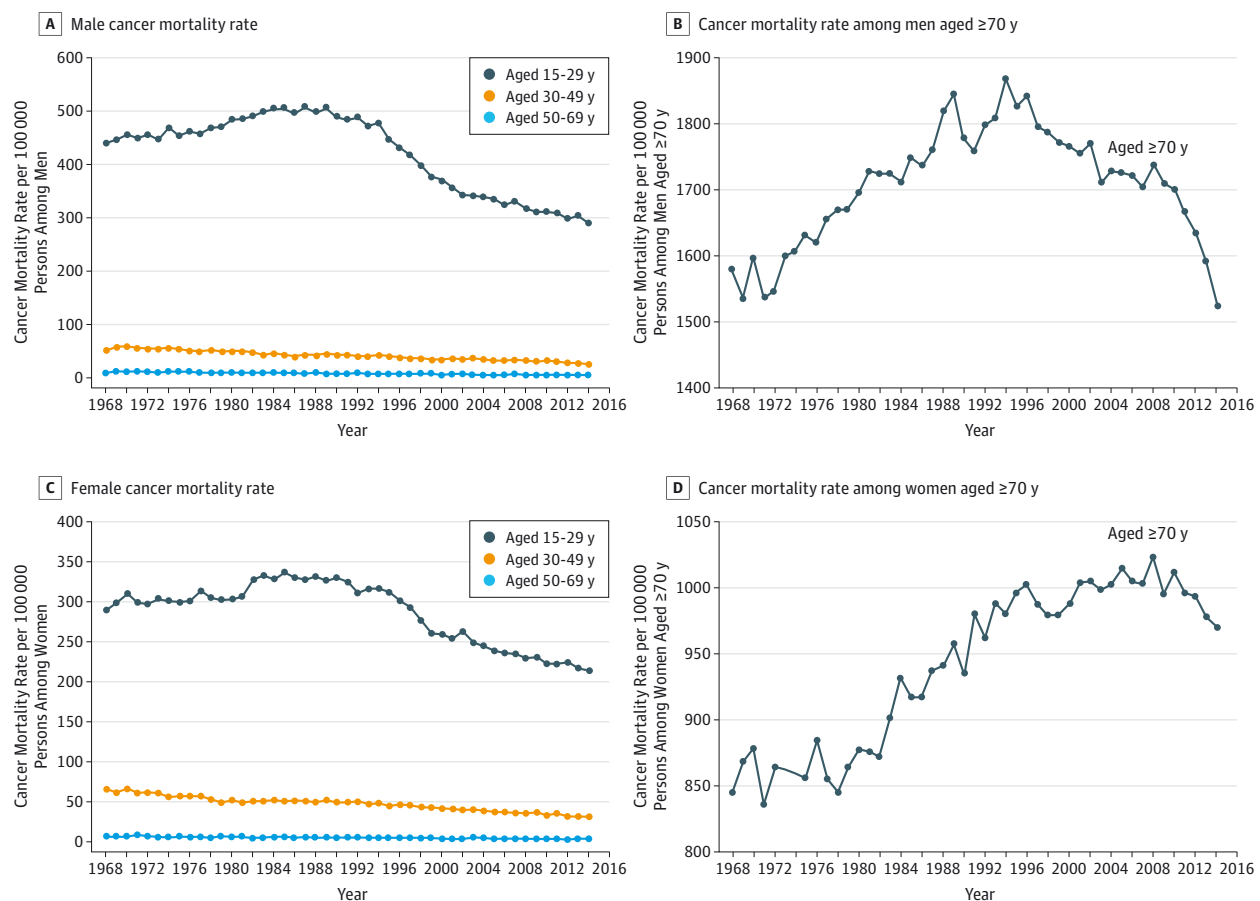 A Male cancer mortality rate
Cancer Mortality Rate per 100 000
Persons Among Men
600
500
400
300
200
100
0
Aged 15-29 y
Aged 30-49 y
Aged 50-69 y
1968 1972 1976 1980 1984 1988 1992 1996 2000 2004 2008 2012 2016
Year
B Cancer mortality rate among men aged ≥70 y
Cancer Mortality Rate per 100 000
Persons Among Men Aged ≥70 y
1900
1800
1700
1600
1500
1400
Aged ≥70 y
1968 1972 1976 1980 1984 1988 1992 1996 2000 2004 2008 2012 2016
Year
C Female cancer mortality rate
Cancer Mortality Rate per 100 000
Persons Among Women
400
350
300
250
200
150
100
50
0
Aged 15-29 y
Aged 30-49 y
Aged 50-69 y
1968 1972 1976 1980 1984 1988 1992 1996 2000 2004 2008 2012 2016
Year
D Cancer mortality rate among women aged ≥70 y
Cancer Mortality Rate per 100 000
Persons Among Women Aged ≥70 y
1050
1000
950
900
850
800
Aged ≥70 y
1968 1972 1976 1980 1984 1988 1992 1996 2000 2004 2008 2012 2016
Year